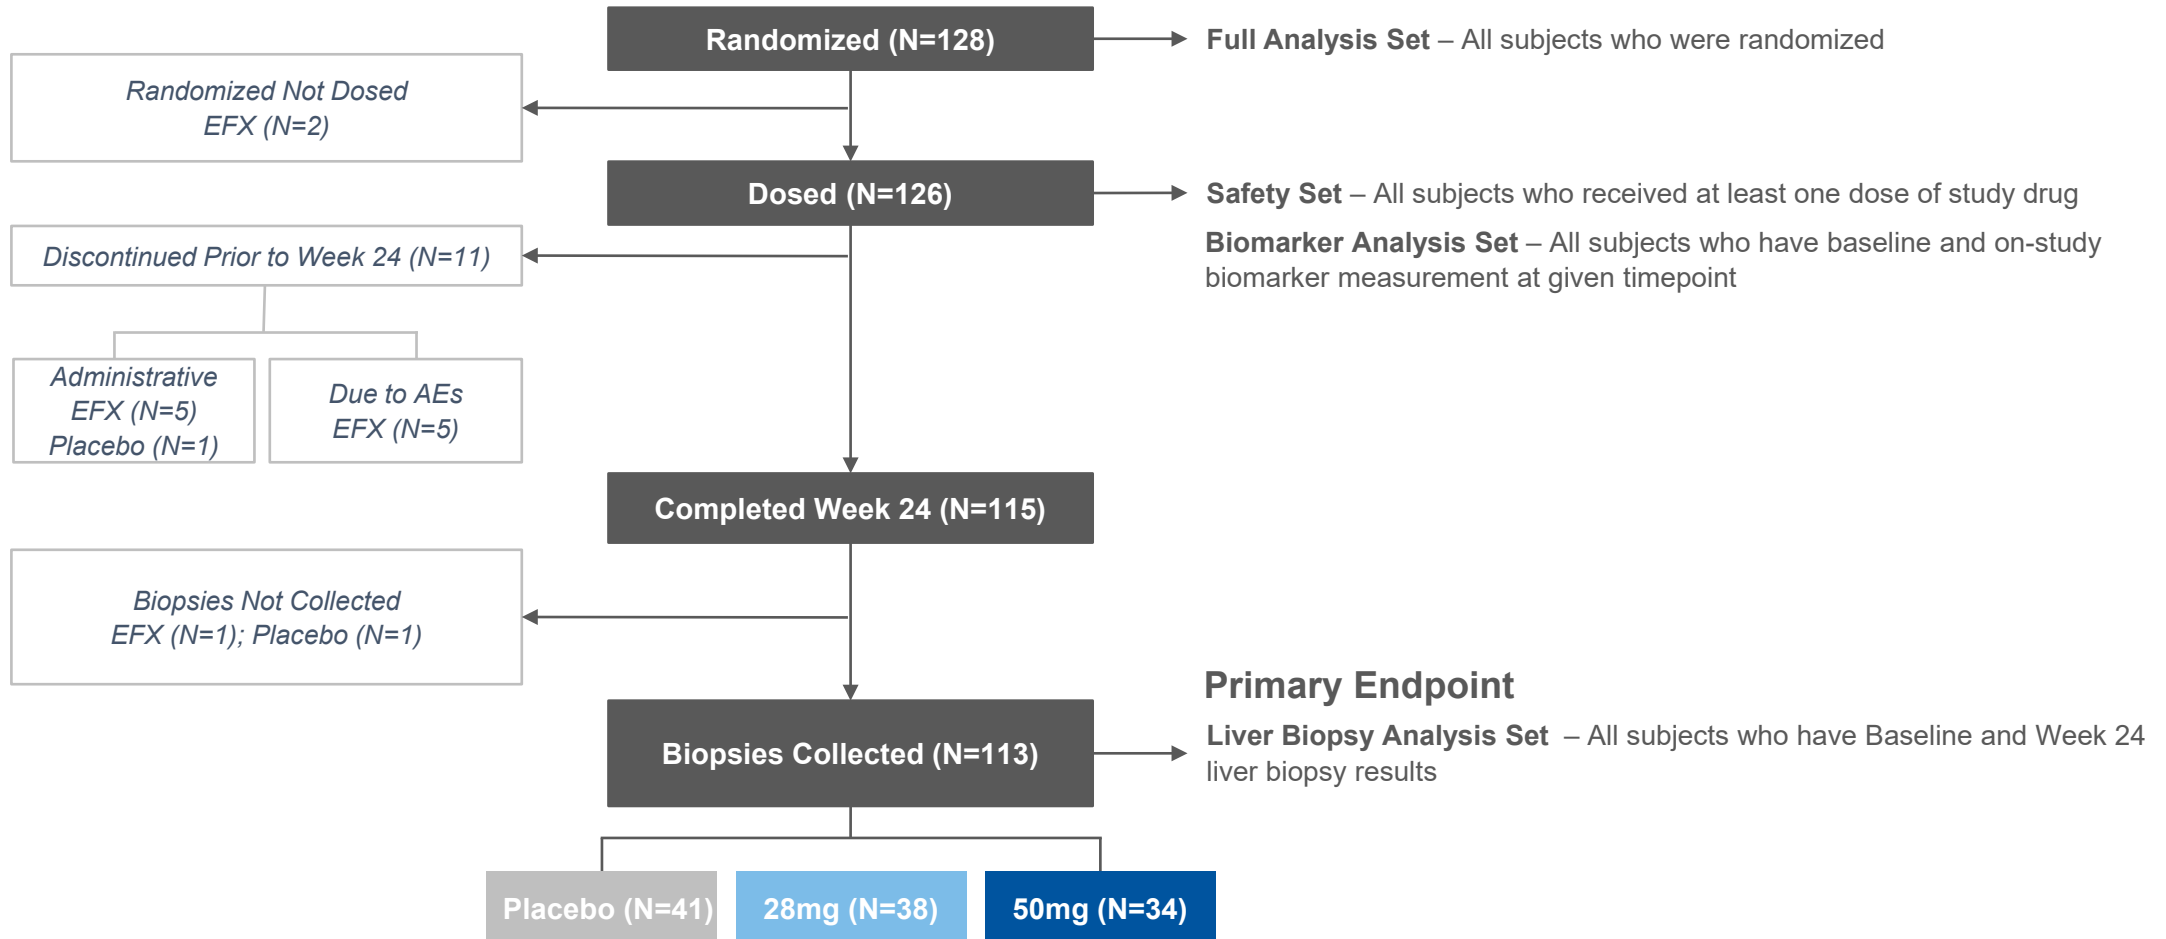 Randomized (N=128)
Full Analysis Set – All subjects who were randomized
Randomized Not Dosed
EFX (N=2)
Dosed (N=126)
Safety Set – All subjects who received at least one dose of study drug
Biomarker Analysis Set – All subjects who have baseline and on-study
biomarker measurement at given timepoint
Discontinued Prior to Week 24 (N=11)
Administrative
EFX (N=5)
Placebo (N=1)
Due to AEs
EFX (N=5)
Completed Week 24 (N=115)
Biopsies Not Collected
EFX (N=1); Placebo (N=1)
Biopsies Collected (N=113)
Primary Endpoint
Liver Biopsy Analysis Set – All subjects who have Baseline and Week 24
liver biopsy results
Placebo (N=41)
28mg (N=38)
50mg (N=34)